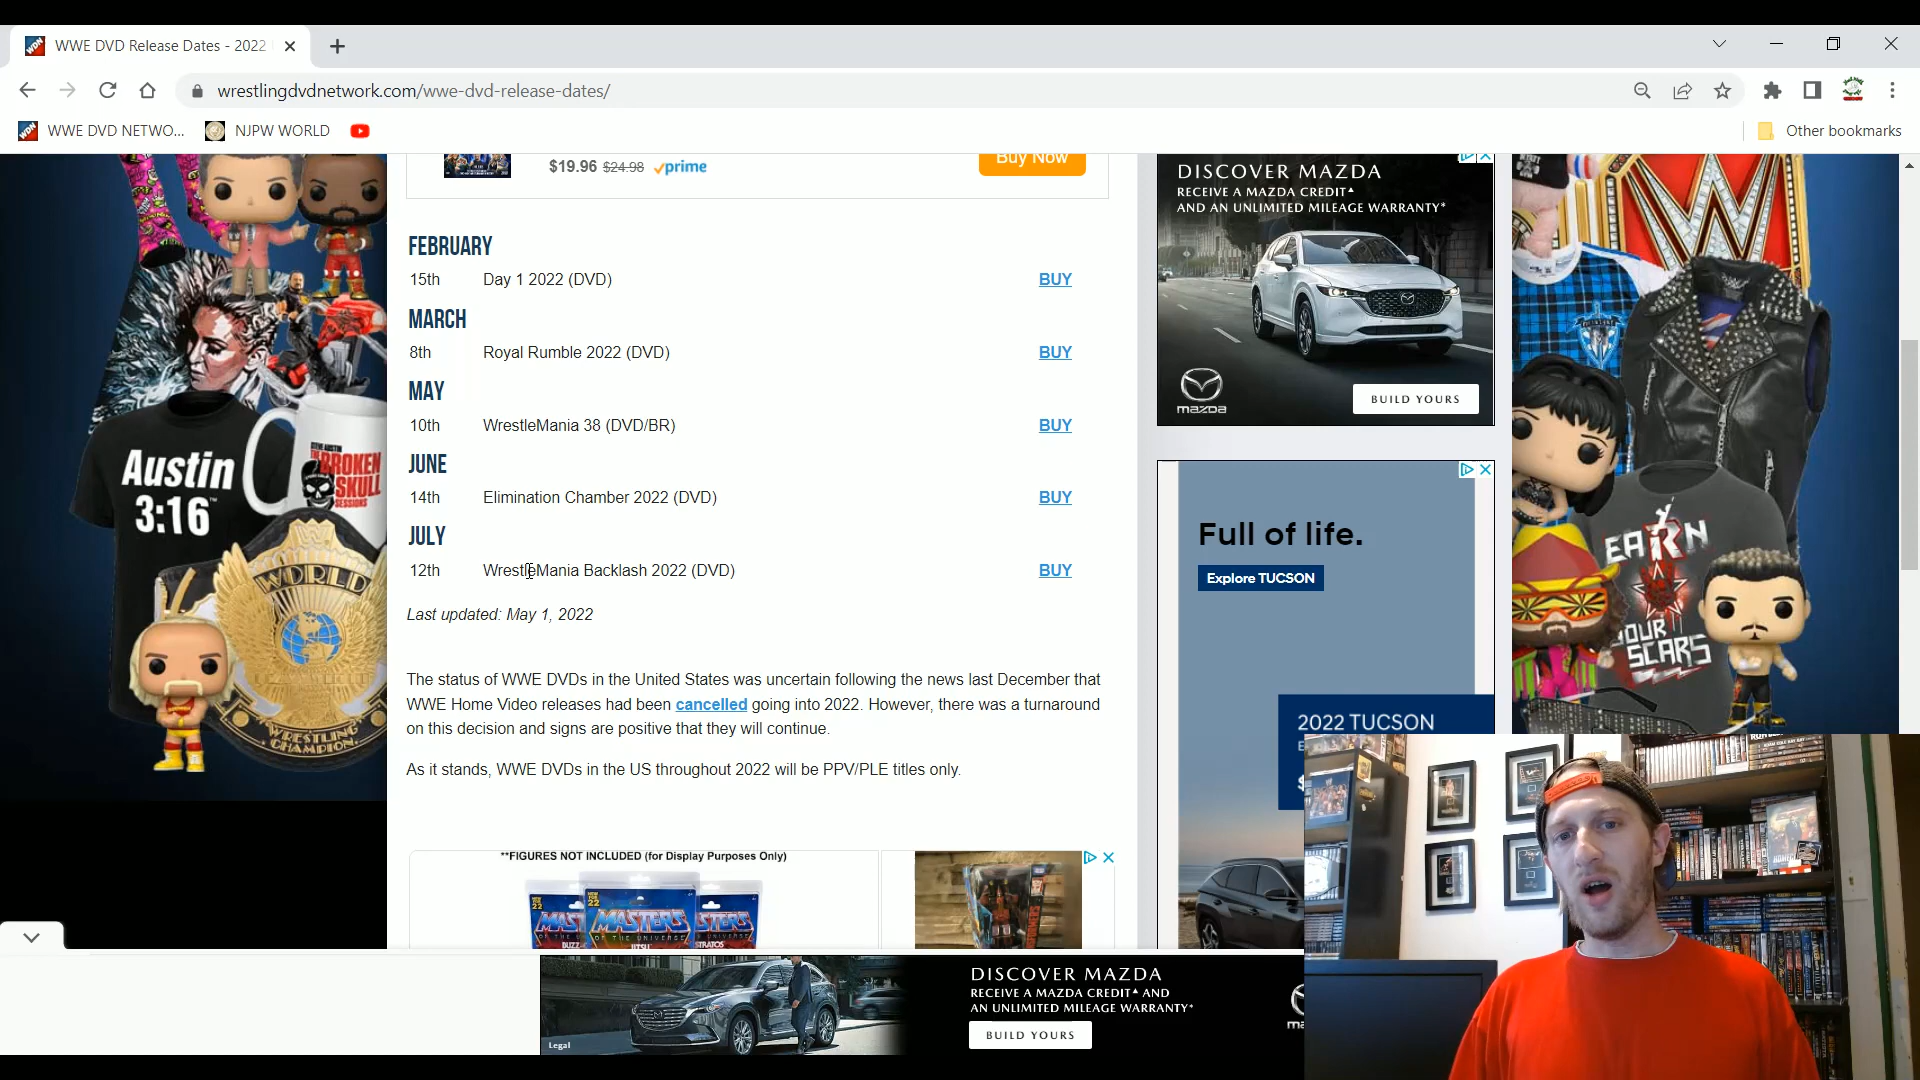 WWE DVD Release Dates - 2022
wrestlingdvdnetwork.com/wwe-dvd-release-dates/
WWE DVD NETWO...
NJPW WORLD
Other bookmarks
$19.96 $24.98 prime
Buy Now
FEBRUARY
15th Day 1 2022 (DVD) BUY
MARCH
8th Royal Rumble 2022 (DVD) BUY
MAY
10th WrestleMania 38 (DVD/BR) BUY
JUNE
14th Elimination Chamber 2022 (DVD) BUY
JULY
12th WrestleMania Backlash 2022 (DVD) BUY
Last updated: May 1, 2022
The status of WWE DVDs in the United States was uncertain following the news last December that
WWE Home Video releases had been cancelled going into 2022. However, there was a turnaround
on this decision and signs are positive that they will continue.
As it stands, WWE DVDs in the US throughout 2022 will be PPV/PLE titles only.
**FIGURES NOT INCLUDED (for Display Purposes Only)
MASTERS
Austin
3:16
STEVE AUSTIN
THE BROKEN
SKULL
SESSIONS
WORLD
WRESTLING
CHAMPION
DISCOVER MAZDA
RECEIVE A MAZDA CREDIT▲
AND AN UNLIMITED MILEAGE WARRANTY*
mazda
BUILD YOURS
Full of life.
Explore TUCSON
2022 TUCSON
EARN
YOUR
SCARS
DISCOVER MAZDA
RECEIVE A MAZDA CREDIT▲ AND
AN UNLIMITED MILEAGE WARRANTY*
BUILD YOURS
Legal